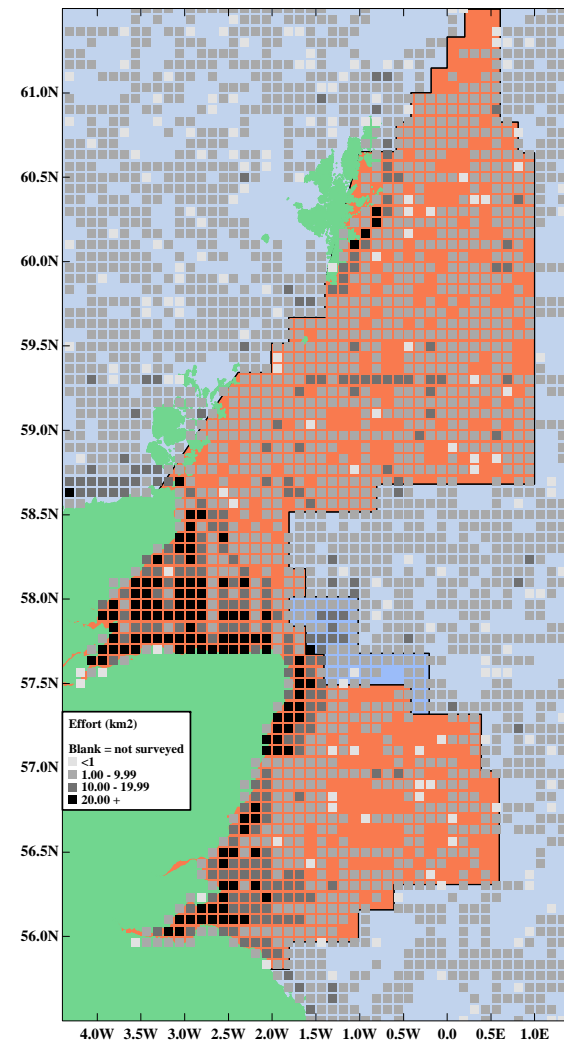 61.0N
60.5N
60.0N
59.5N
59.0N
58.5N
58.0N
57.5N
Effort (km2)
Blank = not surveyed
<1
1.00 - 9.99
10.00 - 19.99
20.00 +
57.0N
56.5N
56.0N
4.0W 3.5W 3.0W 2.5W 2.0W 1.5W 1.0W 0.5W 0.0 0.5E